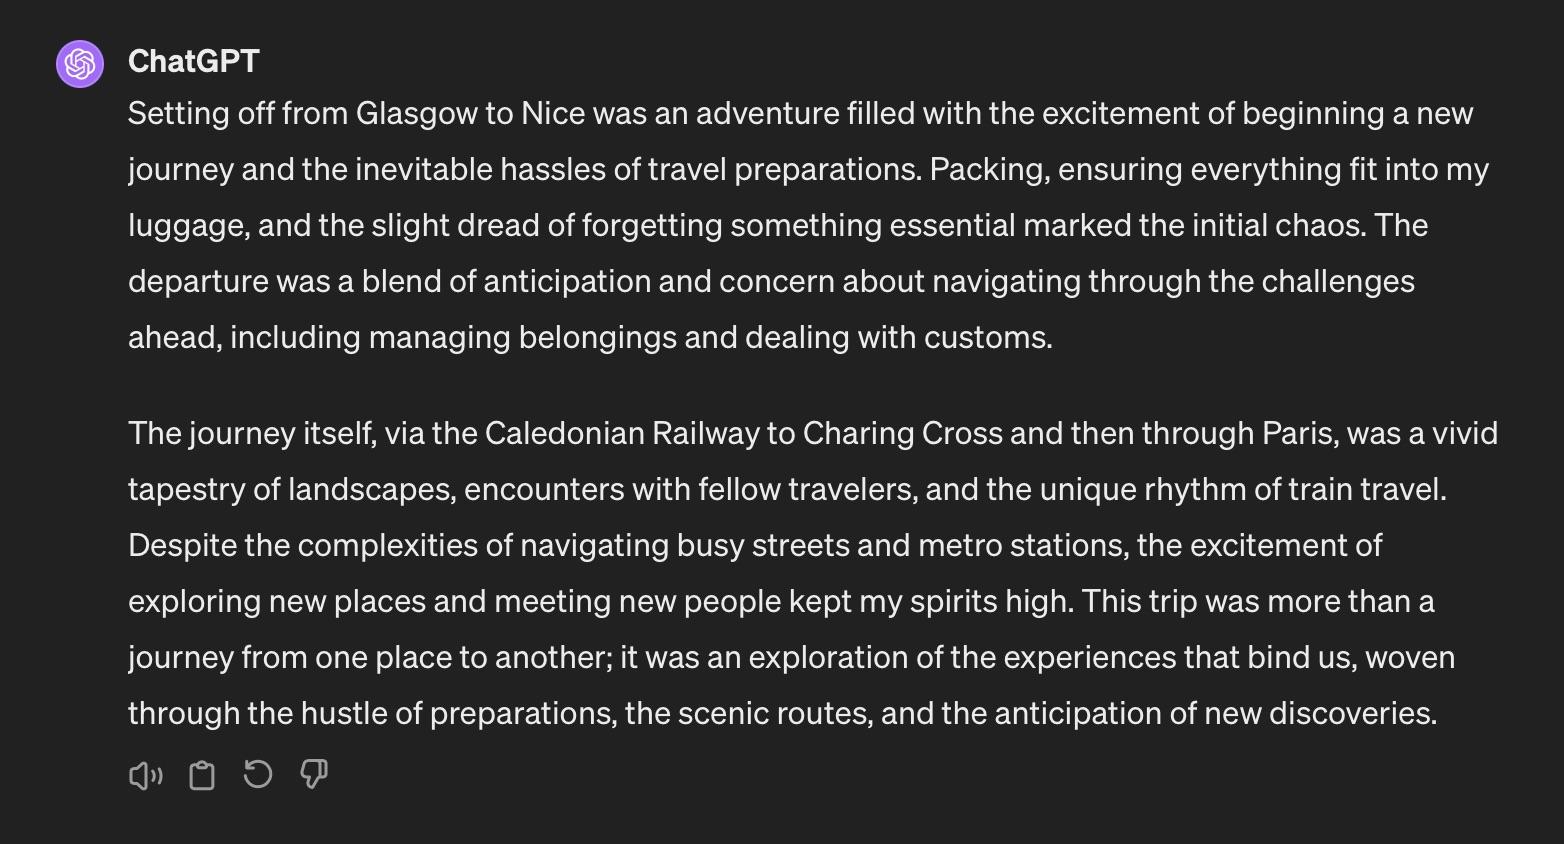 ChatGPT
Setting off from Glasgow to Nice was an adventure filled with the excitement of beginning a new
journey and the inevitable hassles of travel preparations. Packing, ensuring everything fit into my
luggage, and the slight dread of forgetting something essential marked the initial chaos. The
departure was a blend of anticipation and concern about navigating through the challenges
ahead, including managing belongings and dealing with customs.
The journey itself, via the Caledonian Railway to Charing Cross and then through Paris, was a vivid
tapestry of landscapes, encounters with fellow travelers, and the unique rhythm of train travel.
Despite the complexities of navigating busy streets and metro stations, the excitement of
exploring new places and meeting new people kept my spirits high. This trip was more than a
journey from one place to another; it was an exploration of the experiences that bind us, woven
through the hustle of preparations, the scenic routes, and the anticipation of new discoveries.